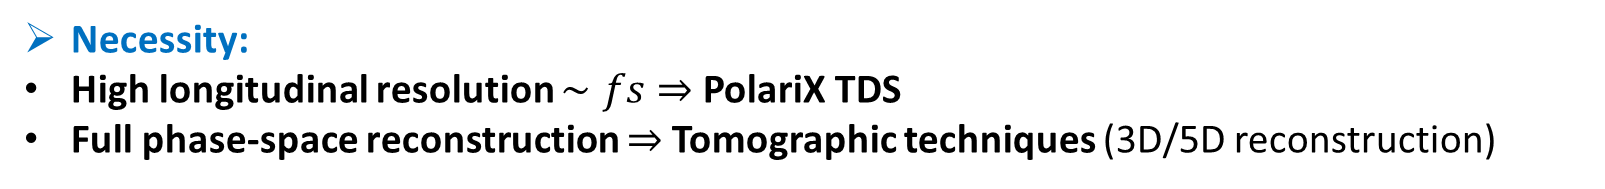 ➢ Necessity:
• High longitudinal resolution ~ fs ⇒ PolariX TDS
• Full phase-space reconstruction ⇒ Tomographic techniques (3D/5D reconstruction)